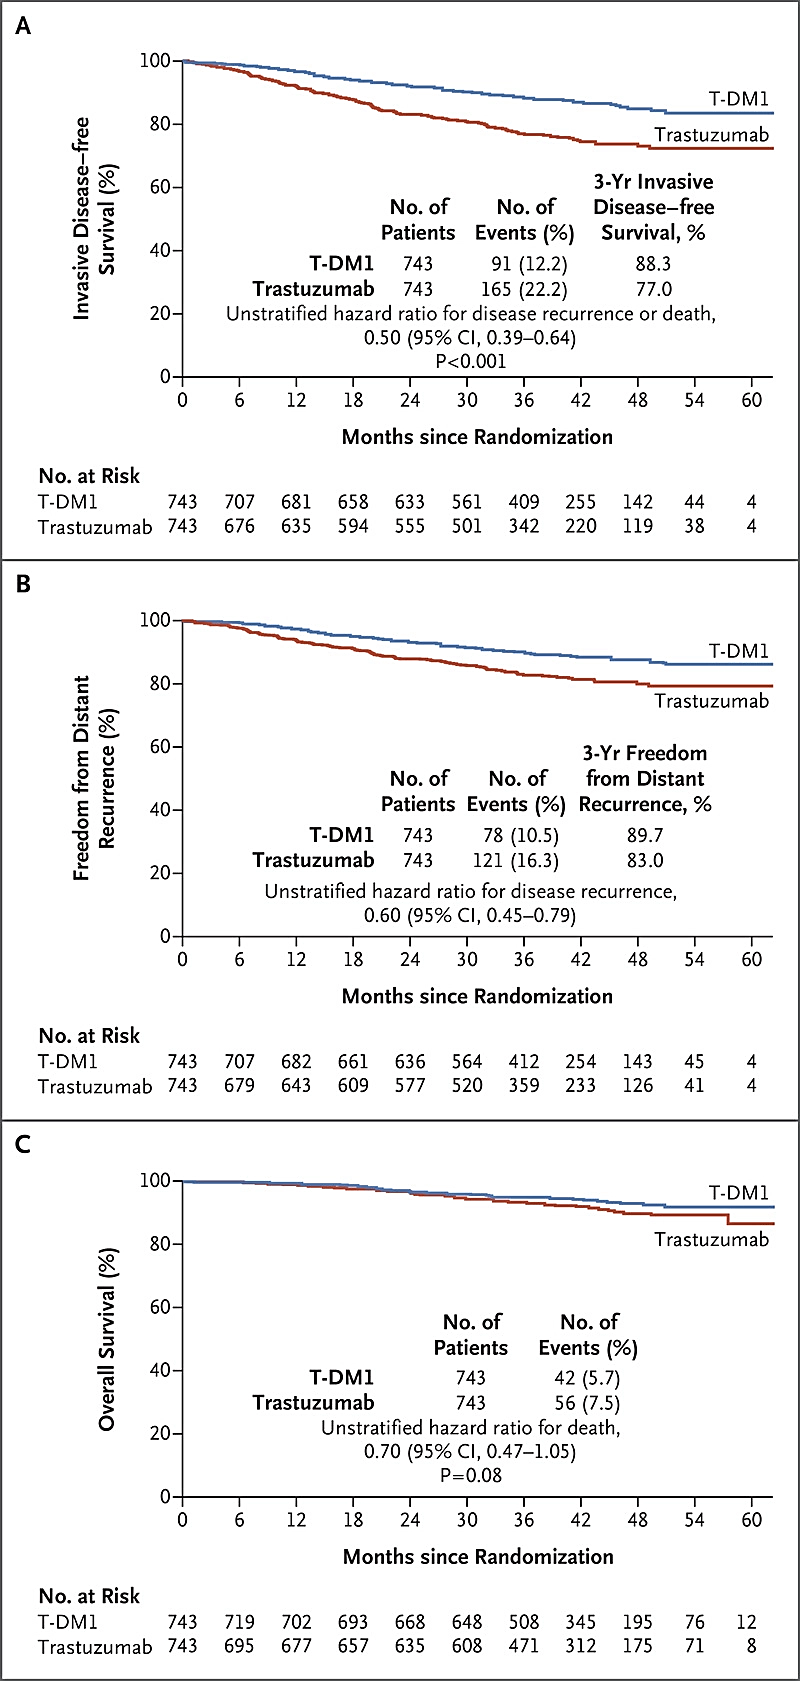 A
100
80
60
40
20
0
Invasive Disease–free
Survival (%)
T-DM1
Trastuzumab
No. of
Patients
No. of
Events (%)
3-Yr Invasive
Disease–free
Survival, %
T-DM1 743 91 (12.2) 88.3
Trastuzumab 743 165 (22.2) 77.0
Unstratified hazard ratio for disease recurrence or death,
0.50 (95% CI, 0.39–0.64)
P<0.001
0 6 12 18 24 30 36 42 48 54 60
Months since Randomization
No. at Risk
T-DM1 743 707 681 658 633 561 409 255 142 44 4
Trastuzumab 743 676 635 594 555 501 342 220 119 38 4
B
100
80
60
40
20
0
Freedom from Distant
Recurrence (%)
T-DM1
Trastuzumab
No. of
Patients
No. of
Events (%)
3-Yr Freedom
from Distant
Recurrence, %
T-DM1 743 78 (10.5) 89.7
Trastuzumab 743 121 (16.3) 83.0
Unstratified hazard ratio for disease recurrence,
0.60 (95% CI, 0.45–0.79)
0 6 12 18 24 30 36 42 48 54 60
Months since Randomization
No. at Risk
T-DM1 743 707 682 661 636 564 412 254 143 45 4
Trastuzumab 743 679 643 609 577 520 359 233 126 41 4
C
100
80
60
40
20
0
Overall Survival (%)
T-DM1
Trastuzumab
No. of
Patients
No. of
Events (%)
T-DM1 743 42 (5.7)
Trastuzumab 743 56 (7.5)
Unstratified hazard ratio for death,
0.70 (95% CI, 0.47–1.05)
P=0.08
0 6 12 18 24 30 36 42 48 54 60
Months since Randomization
No. at Risk
T-DM1 743 719 702 693 668 648 508 345 195 76 12
Trastuzumab 743 695 677 657 635 608 471 312 175 71 8